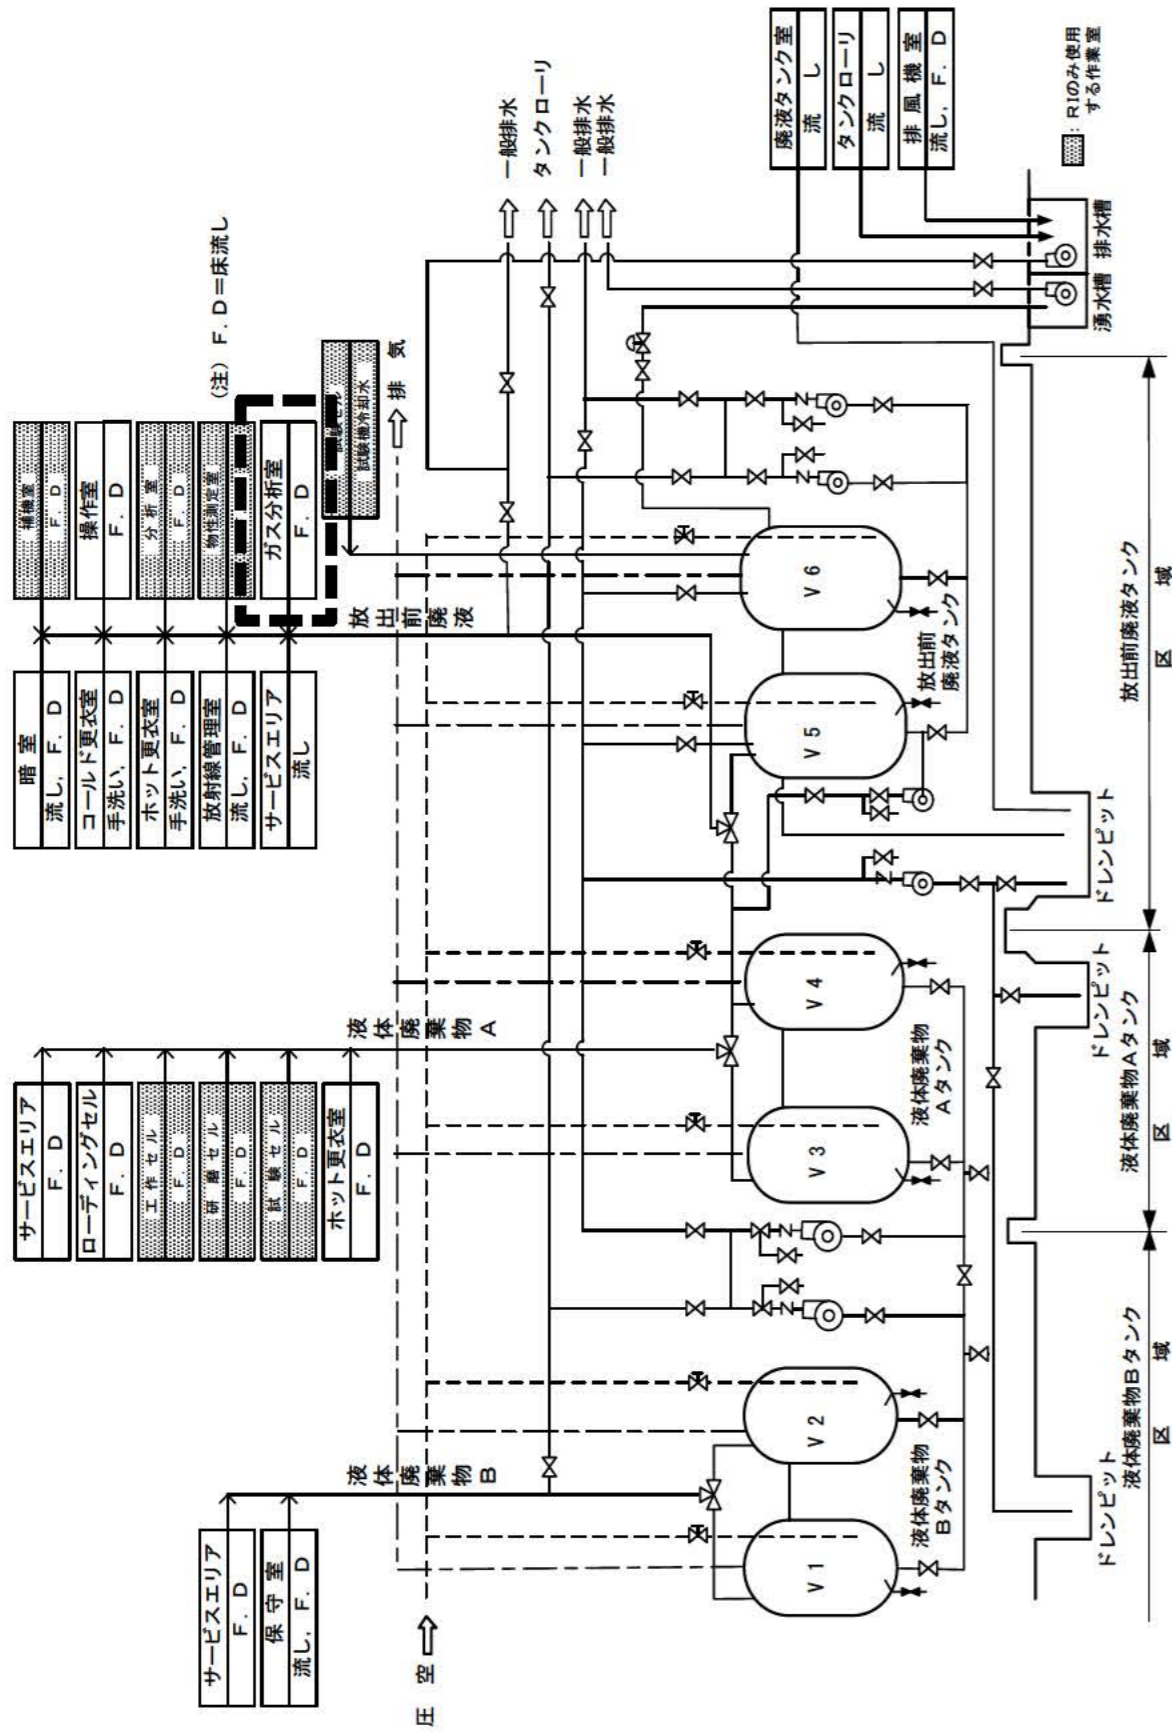 サービスエリア
F. D
保守室
流し, F. D
サービスエリア
F. D
ローディングセル
F. D
工作セル
F. D
研磨セル
F. D
試験セル
F. D
ホット更衣室
F. D
暗室
流し, F. D
コールド更衣室
手洗い, F. D
ホット更衣室
手洗い, F. D
放射線管理室
流し, F. D
サービスエリア
流し
補機室
F. D
操作室
F. D
分析室
F. D
物性測定室
ガス分析室
F. D
試験機冷却水
(注) F. D=床流し
液体廃棄物B
液体廃棄物A
放出前廃液
排気
圧空
一般排水
タンクローリ
一般排水
一般排水
廃液タンク室
流し
タンクローリ
流し
排風機室
流し, F. D
V1
V2
V3
V4
V5
V6
液体廃棄物
Bタンク
液体廃棄物
Aタンク
放出前
廃液タンク
湧水槽
排水槽
ドレンピット
ドレンピット
ドレンピット
液体廃棄物Bタンク
区域
液体廃棄物Aタンク
区域
放出前廃液タンク
区域
: RIのみ使用
する作業室